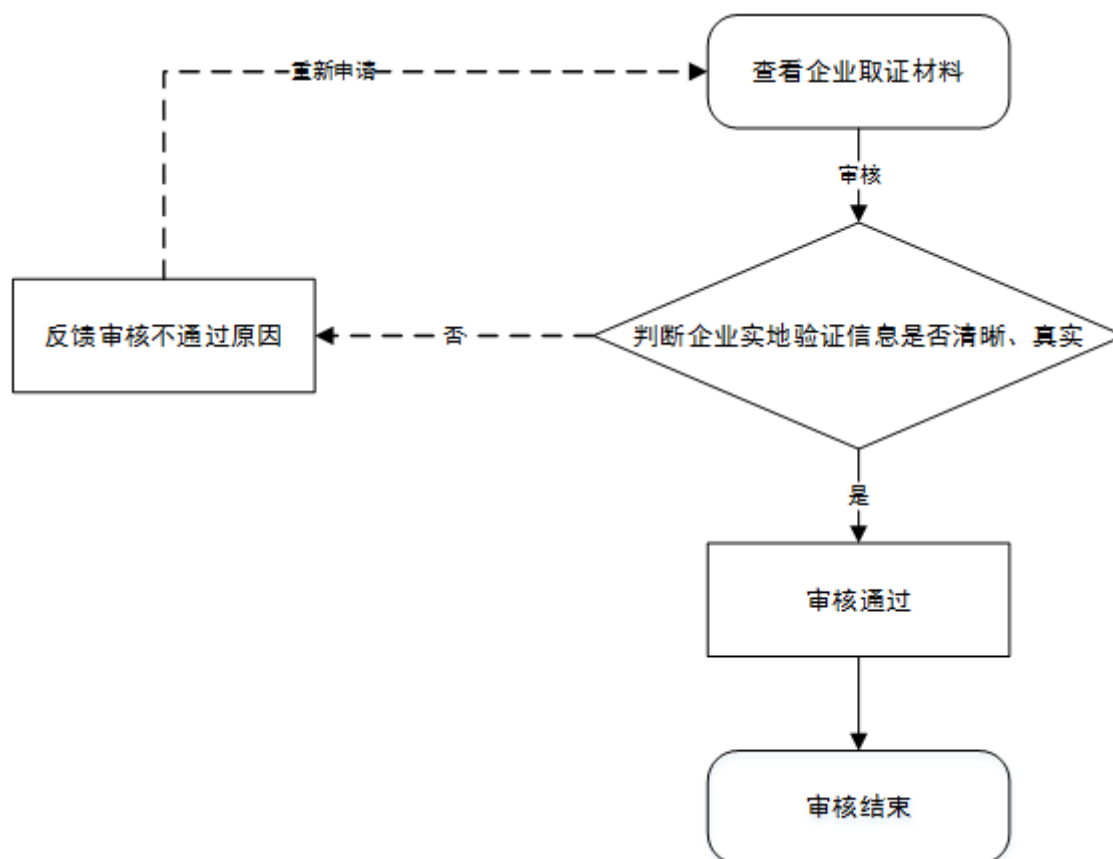 重新申请
查看企业取证材料
审核
反馈审核不通过原因
否
判断企业实地验证信息是否清晰、真实
是
审核通过
审核结束